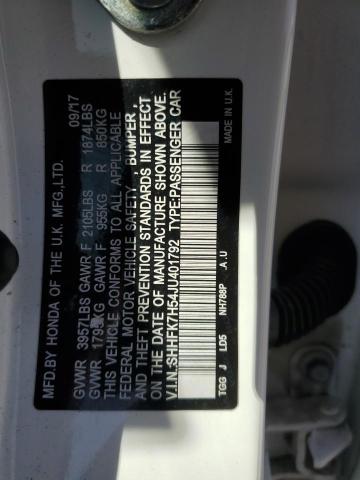 MFD.BY HONDA OF THE U.K. MFG.,LTD. 09/17
GVWR 3957LBS GAWR F 2105LBS R 1874LBS
GVWR KG GAWR F 955KG R 850KG
THIS VEHICLE CONFORMS TO ALL APPLICABLE
FEDERAL MOTOR VEHICLE SAFETY , BUMPER ,
AND THEFT PREVENTION STANDARDS IN EFFECT
ON THE DATE OF MANUFACTURE SHOWN ABOVE.
V.I.N.:SHHFK7H54JU401792 TYPE:PASSENGER CAR
MADE IN U.K.
TGG J LD5 NH788P A.U